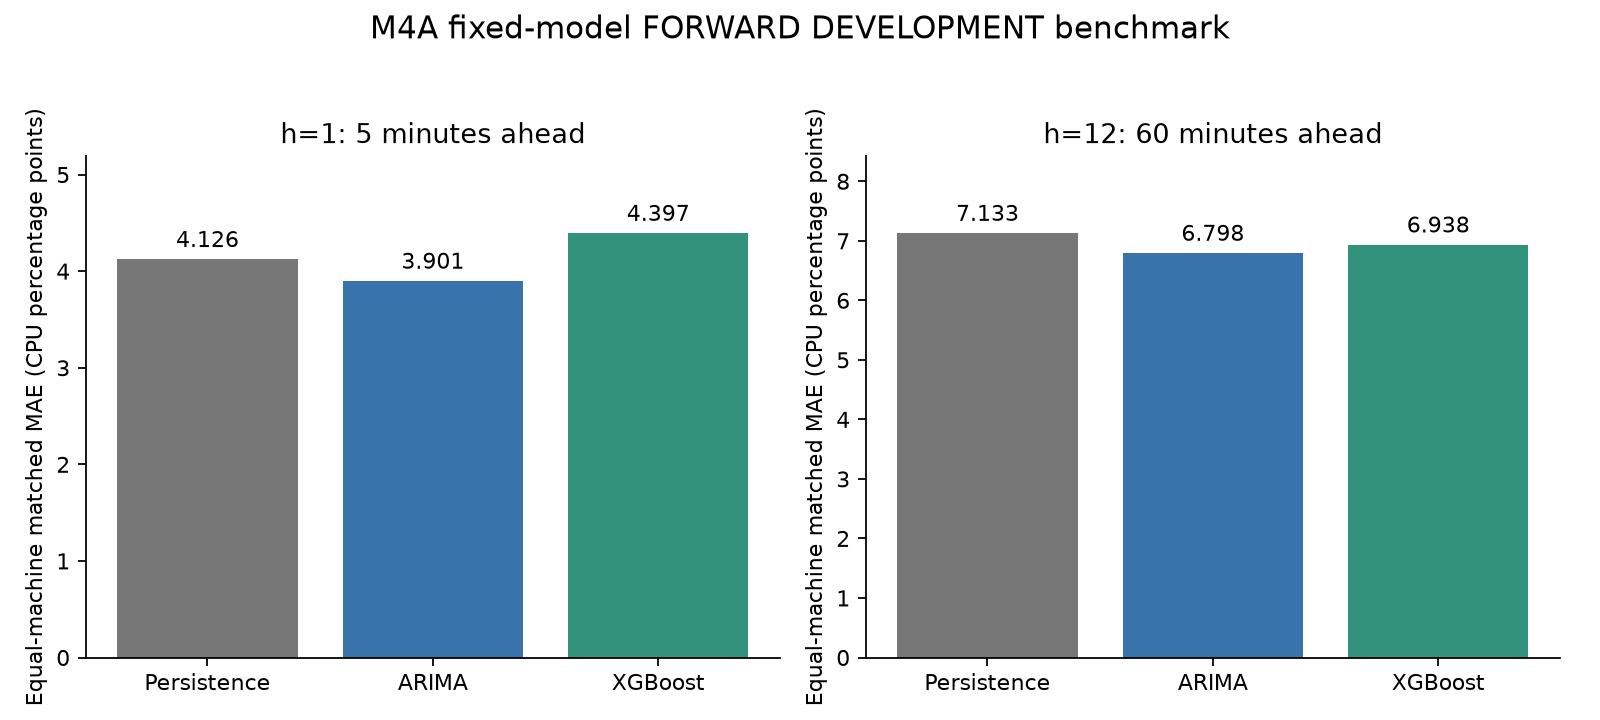 M4A fixed-model FORWARD DEVELOPMENT benchmark
h=1: 5 minutes ahead
Equal-machine matched MAE (CPU percentage points)
5
4
3
2
1
0
4.126
3.901
4.397
Persistence
ARIMA
XGBoost
h=12: 60 minutes ahead
Equal-machine matched MAE (CPU percentage points)
8
7
6
5
4
3
2
1
0
7.133
6.798
6.938
Persistence
ARIMA
XGBoost